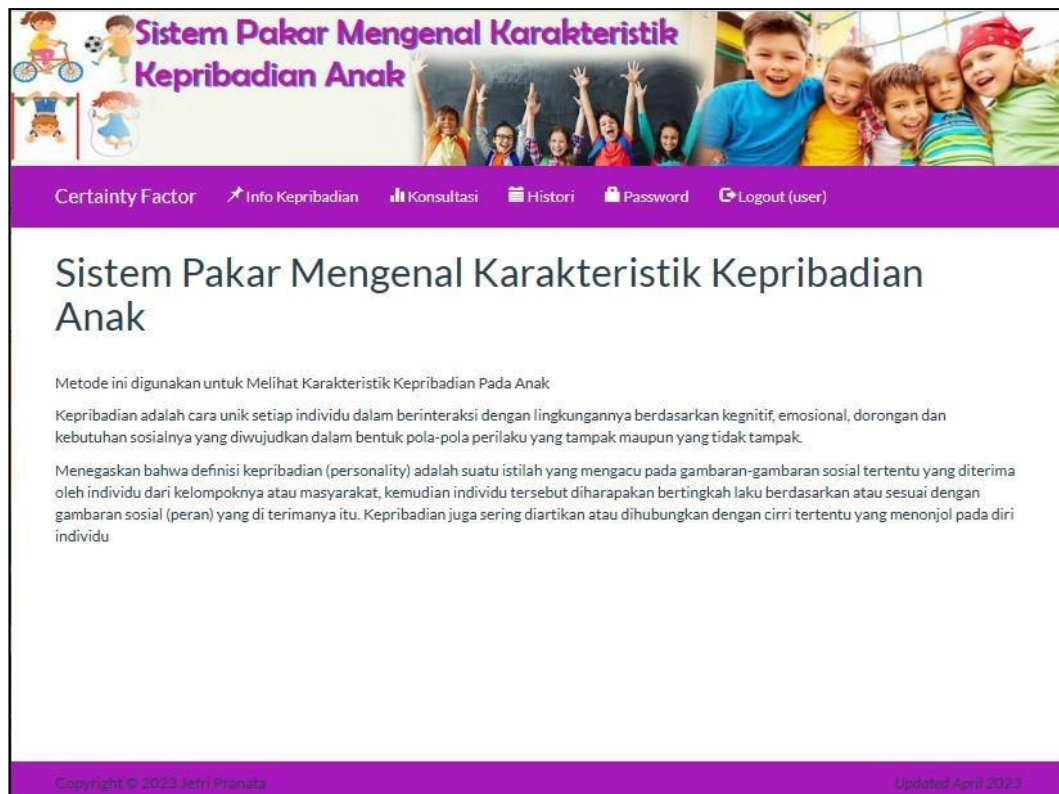 Sistem Pakar Mengenal Karakteristik
Kepribadian Anak
Certainty Factor Info Kepribadian Konsultasi Histori Password Logout (user)
Sistem Pakar Mengenal Karakteristik Kepribadian
Anak
Metode ini digunakan untuk Melihat Karakteristik Kepribadian Pada Anak
Kepribadian adalah cara unik setiap individu dalam berinteraksi dengan lingkungannya berdasarkan kegnitif, emosional, dorongan dan
kebutuhan sosialnya yang diwujudkan dalam bentuk pola-pola perilaku yang tampak maupun yang tidak tampak.
Menegaskan bahwa definisi kepribadian (personality) adalah suatu istilah yang mengacu pada gambaran-gambaran sosial tertentu yang diterima
oleh individu dari kelompoknya atau masyarakat, kemudian individu tersebut diharapakan bertingkah laku berdasarkan atau sesuai dengan
gambaran sosial (peran) yang di terimanya itu. Kepribadian juga sering diartikan atau dihubungkan dengan cirri tertentu yang menonjol pada diri
individu
Copyright © 2023 Jefri Pranata Updated April 2023